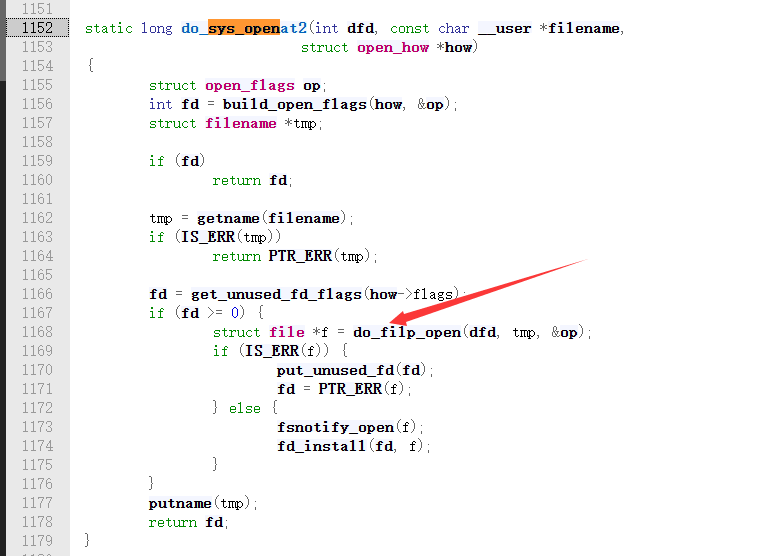 1151
1152 static long do_sys_openat2(int dfd, const char __user *filename,
1153                            struct open_how *how)
1154 {
1155         struct open_flags op;
1156         int fd = build_open_flags(how, &op);
1157         struct filename *tmp;
1158
1159         if (fd)
1160                 return fd;
1161
1162         tmp = getname(filename);
1163         if (IS_ERR(tmp))
1164                 return PTR_ERR(tmp);
1165
1166         fd = get_unused_fd_flags(how->flags);
1167         if (fd >= 0) {
1168                 struct file *f = do_filp_open(dfd, tmp, &op);
1169                 if (IS_ERR(f)) {
1170                         put_unused_fd(fd);
1171                         fd = PTR_ERR(f);
1172                 } else {
1173                         fsnotify_open(f);
1174                         fd_install(fd, f);
1175                 }
1176         }
1177         putname(tmp);
1178         return fd;
1179 }